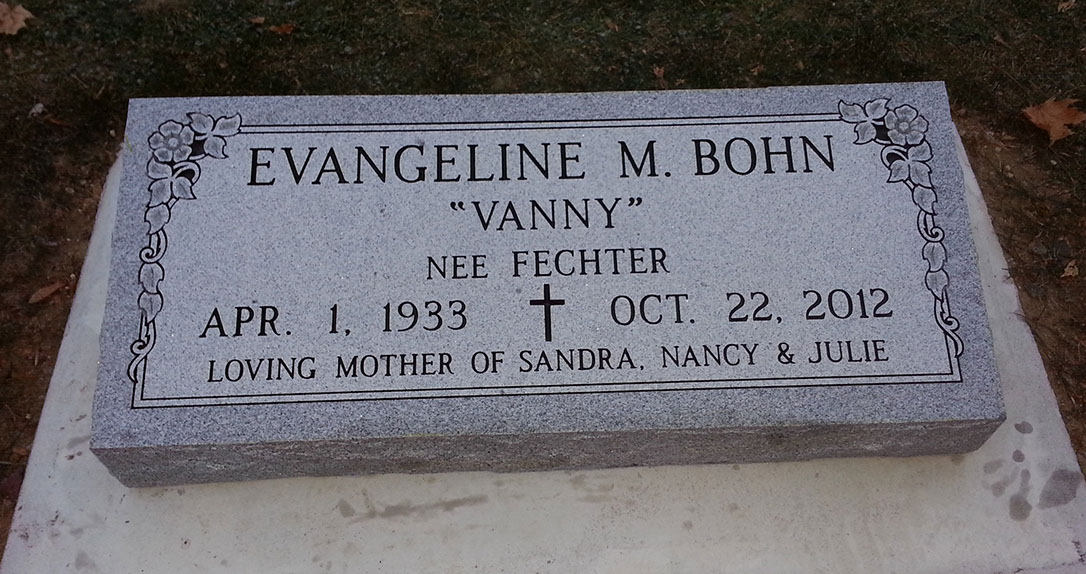 EVANGELINE M. BOHN
"VANNY"
NEE FECHTER
APR. 1, 1933 OCT. 22, 2012
LOVING MOTHER OF SANDRA, NANCY & JULIE